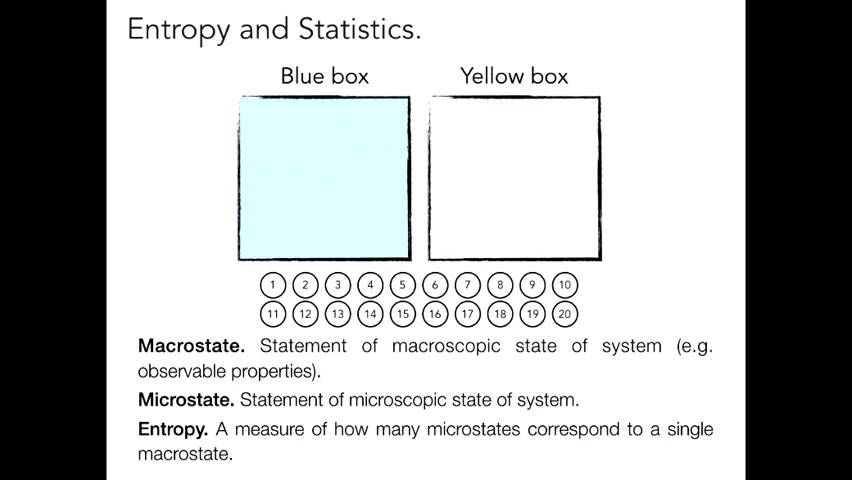 Entropy and Statistics.
Blue box Yellow box
1 2 3 4 5 6 7 8 9 10
11 12 13 14 15 16 17 18 19 20
Macrostate. Statement of macroscopic state of system (e.g.
observable properties).
Microstate. Statement of microscopic state of system.
Entropy. A measure of how many microstates correspond to a single
macrostate.